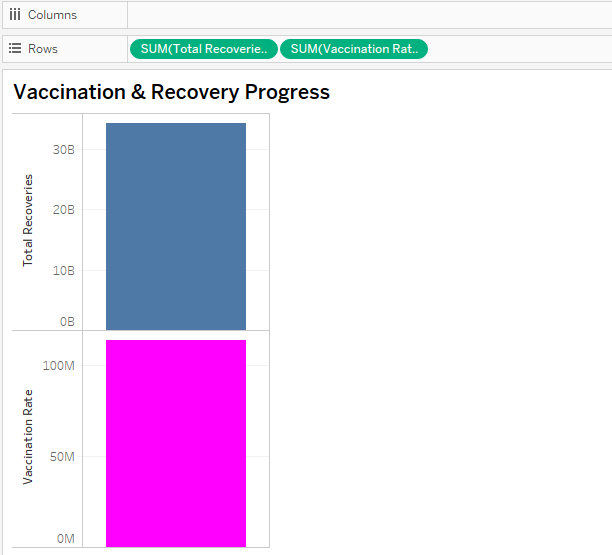 Columns
Rows
SUM(Total Recoverie..
SUM(Vaccination Rat..
Vaccination & Recovery Progress
Total Recoveries
30B
20B
10B
0B
Vaccination Rate
100M
50M
0M